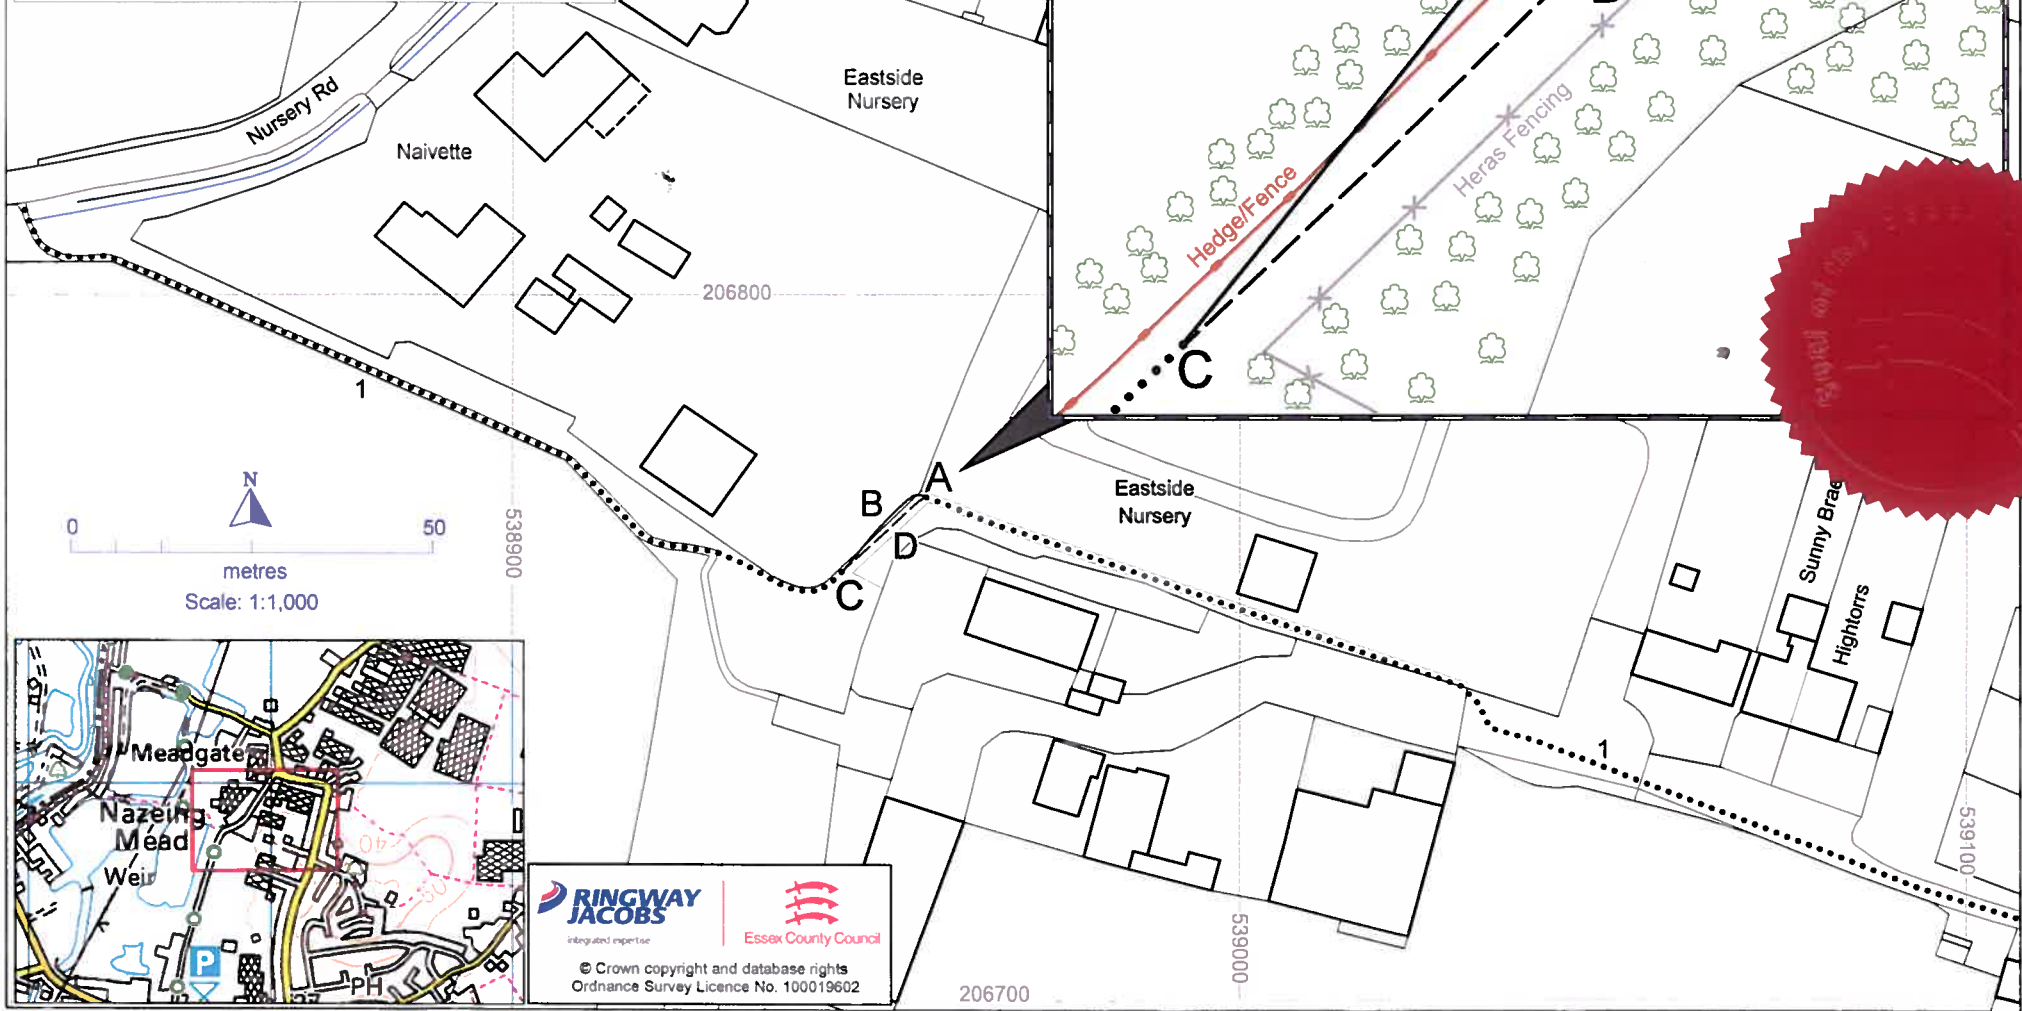 Nursery Rd
Naivette
Eastside
Nursery
Hedge/Fence
Heras Fencing
C
206800
1
N
0
50
metres
Scale: 1:1,000
538900
A
B
D
C
Eastside
Nursery
Sunny Brae
Hightorrs
1
539100
539000
206700
Meadgate
Nazeing
Mead
Weir
P
PH
40
RINGWAY
JACOBS
integrated expertise
Essex County Council
© Crown copyright and database rights
Ordnance Survey Licence No. 100019602